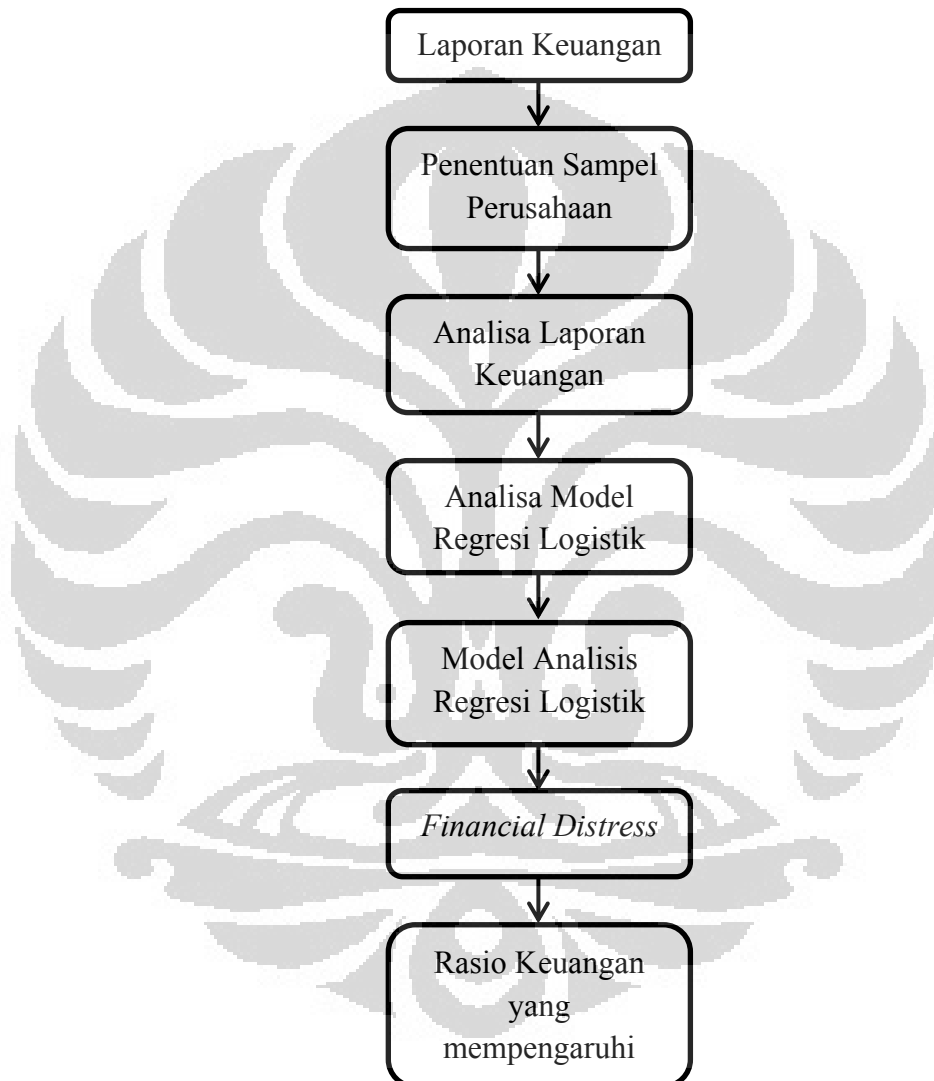 Laporan Keuangan
Penentuan Sampel
Perusahaan
Analisa Laporan
Keuangan
Analisa Model
Regresi Logistik
Model Analisis
Regresi Logistik
Financial Distress
Rasio Keuangan
yang
mempengaruhi